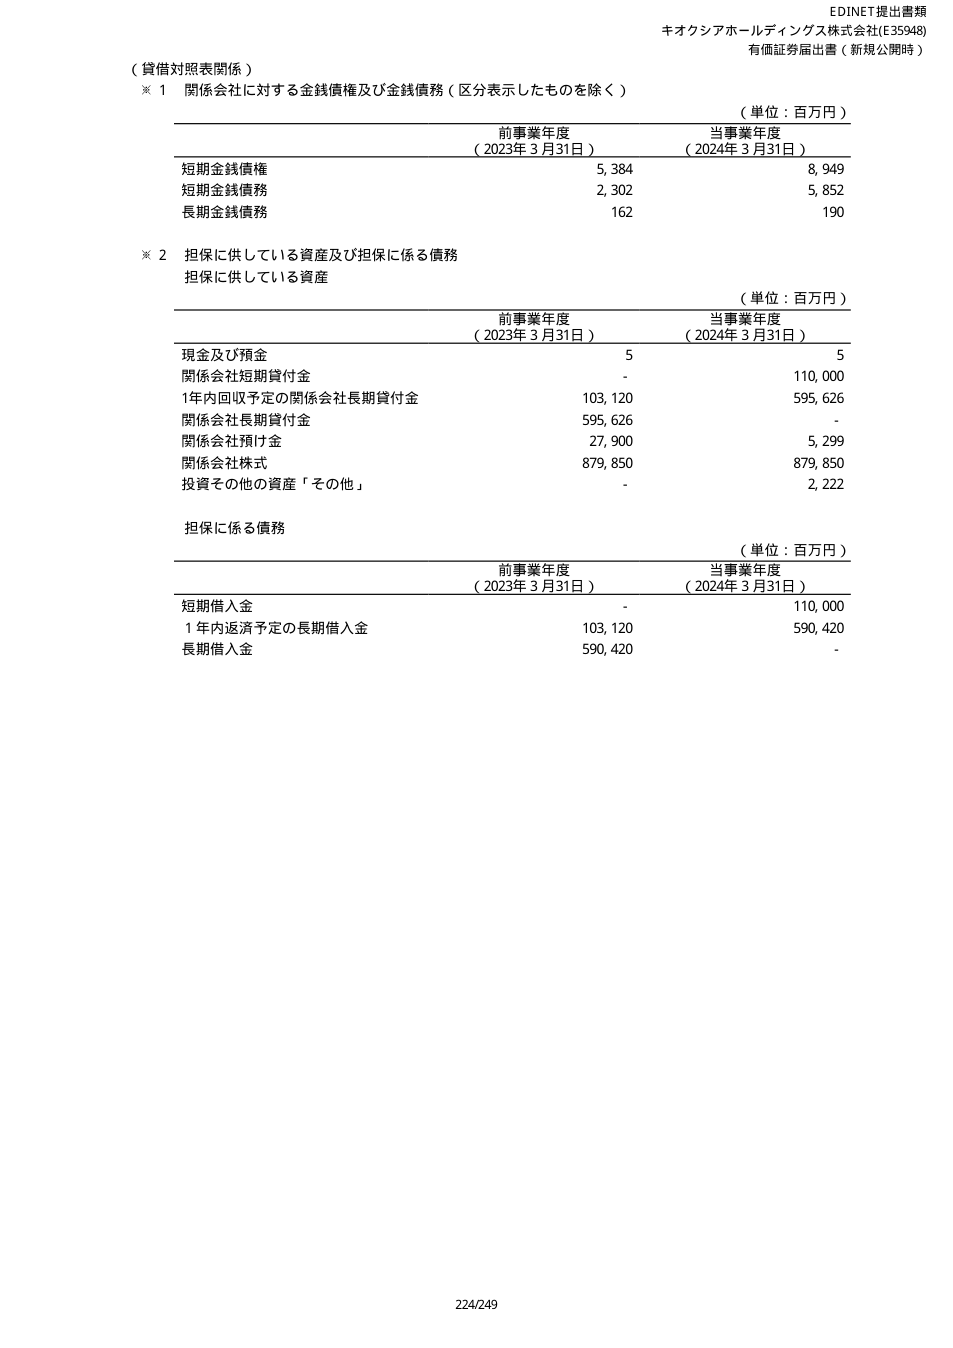 EDINET提出書類
キオクシアホールディングス株式会社(E35948)
有価証券届出書(新規公開時)
(貸借対照表関係)
※1 関係会社に対する金銭債権及び金銭債務(区分表示したものを除く)
(単位:百万円)
前事業年度 当事業年度
(2023年3月31日) (2024年3月31日)
短期金銭債権 5,384 8,949
短期金銭債務 2,302 5,852
長期金銭債務 162 190
※2 担保に供している資産及び担保に係る債務
担保に供している資産
(単位:百万円)
前事業年度 当事業年度
(2023年3月31日) (2024年3月31日)
現金及び預金 5 5
関係会社短期貸付金 - 110,000
1年内回収予定の関係会社長期貸付金 103,120 595,626
関係会社長期貸付金 595,626 -
関係会社預け金 27,900 5,299
関係会社株式 879,850 879,850
投資その他の資産「その他」 - 2,222
担保に係る債務
(単位:百万円)
前事業年度 当事業年度
(2023年3月31日) (2024年3月31日)
短期借入金 - 110,000
1年内返済予定の長期借入金 103,120 590,420
長期借入金 590,420 -
224/249